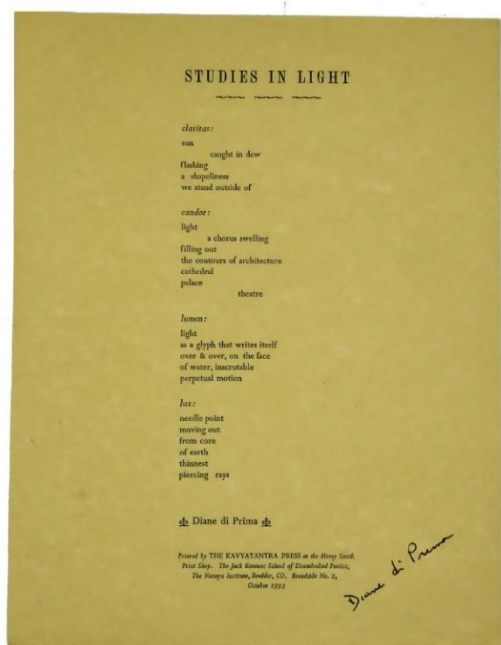 STUDIES IN LIGHT
claritas:
sun
caught in dew
flashing
a shapeliness
we stand outside of
candor:
light
a chorus swelling
filling out
the contours of architecture
cathedral
palace
theatre
lumen:
light
as a glyph that writes itself
over & over, on the face
of water, inscrutable
perpetual motion
lux:
needle point
moving out
from core
of earth
thinnest
piercing rays
Diane di Prima
Printed by THE KAVYATANTRA PRESS at the Harry Smith
Print Shop. The Jack Kerouac School of Disembodied Poetics,
The Naropa Institute, Boulder, CO. Broadside No. 2,
October 1993
Diane di Prima